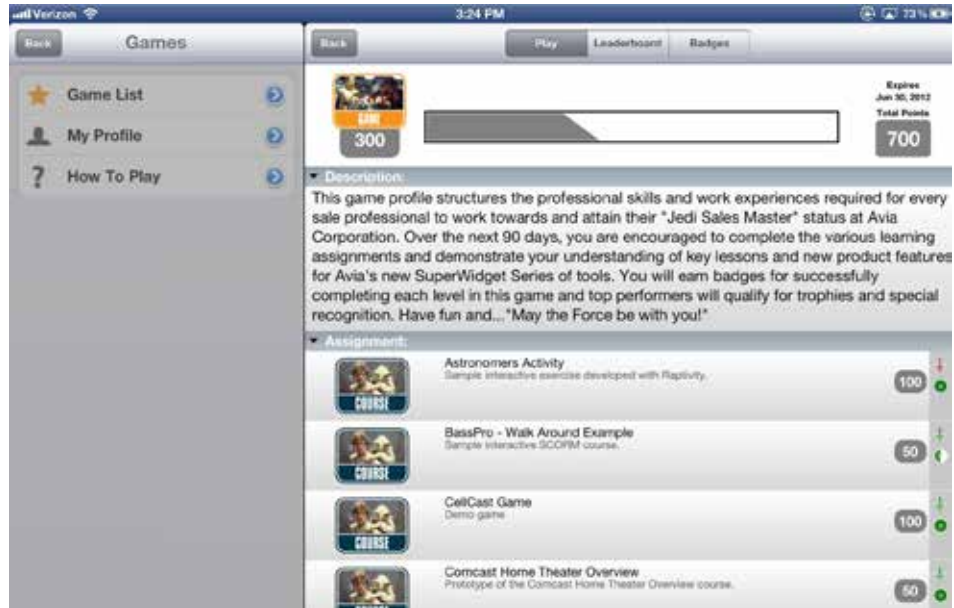 Verizon
3:24 PM
73%
Back
Games
Back
Play
Leaderboard
Badges
Game List
My Profile
How To Play
GAME
300
Expires
Jun 30, 2012
Total Points
700
Description:
This game profile structures the professional skills and work experiences required for every
sale professional to work towards and attain their "Jedi Sales Master" status at Avia
Corporation. Over the next 90 days, you are encouraged to complete the various learning
assignments and demonstrate your understanding of key lessons and new product features
for Avia's new SuperWidget Series of tools. You will earn badges for successfully
completing each level in this game and top performers will qualify for trophies and special
recognition. Have fun and..."May the Force be with you!"
Assignment:
Astronomers Activity
Sample interactive exercise developed with Raptivity.
COURSE
100
BassPro - Walk Around Example
Sample interactive SCORM course.
COURSE
50
CellCast Game
Demo game
COURSE
100
Comcast Home Theater Overview
Prototype of the Comcast Home Theater Overview course.
COURSE
50